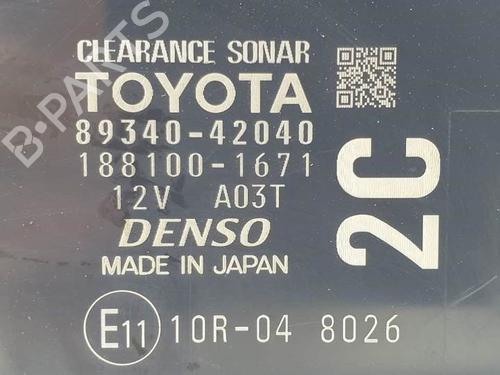 CLEARANCE SONAR
TOYOTA
89340-42040
188100-1671
12V A03T
DENSO
MADE IN JAPAN
2C
E11 10R-04 8026
B-PARTS